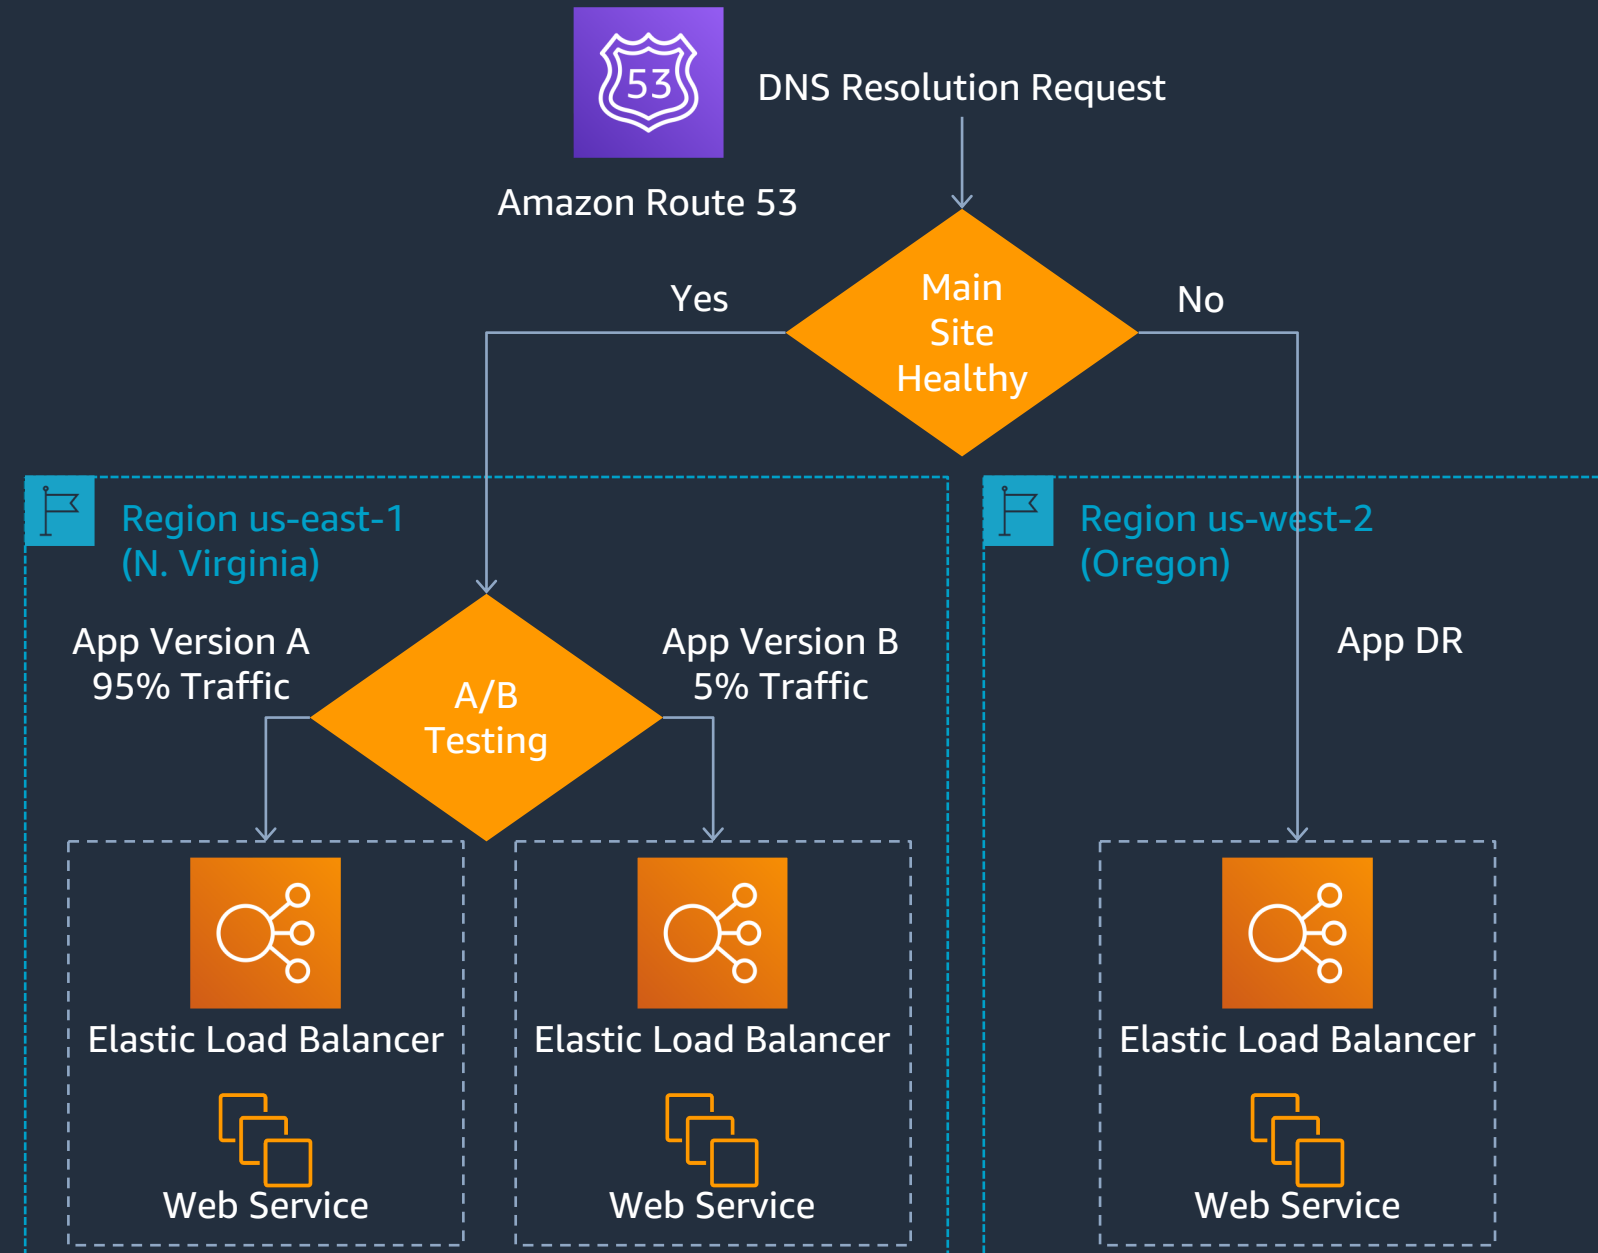 53
DNS Resolution Request
Amazon Route 53
Main
Site
Healthy
Yes
No
Region us-east-1
(N. Virginia)
Region us-west-2
(Oregon)
App Version A
95% Traffic
A/B
Testing
App Version B
5% Traffic
App DR
Elastic Load Balancer
Elastic Load Balancer
Elastic Load Balancer
Web Service
Web Service
Web Service